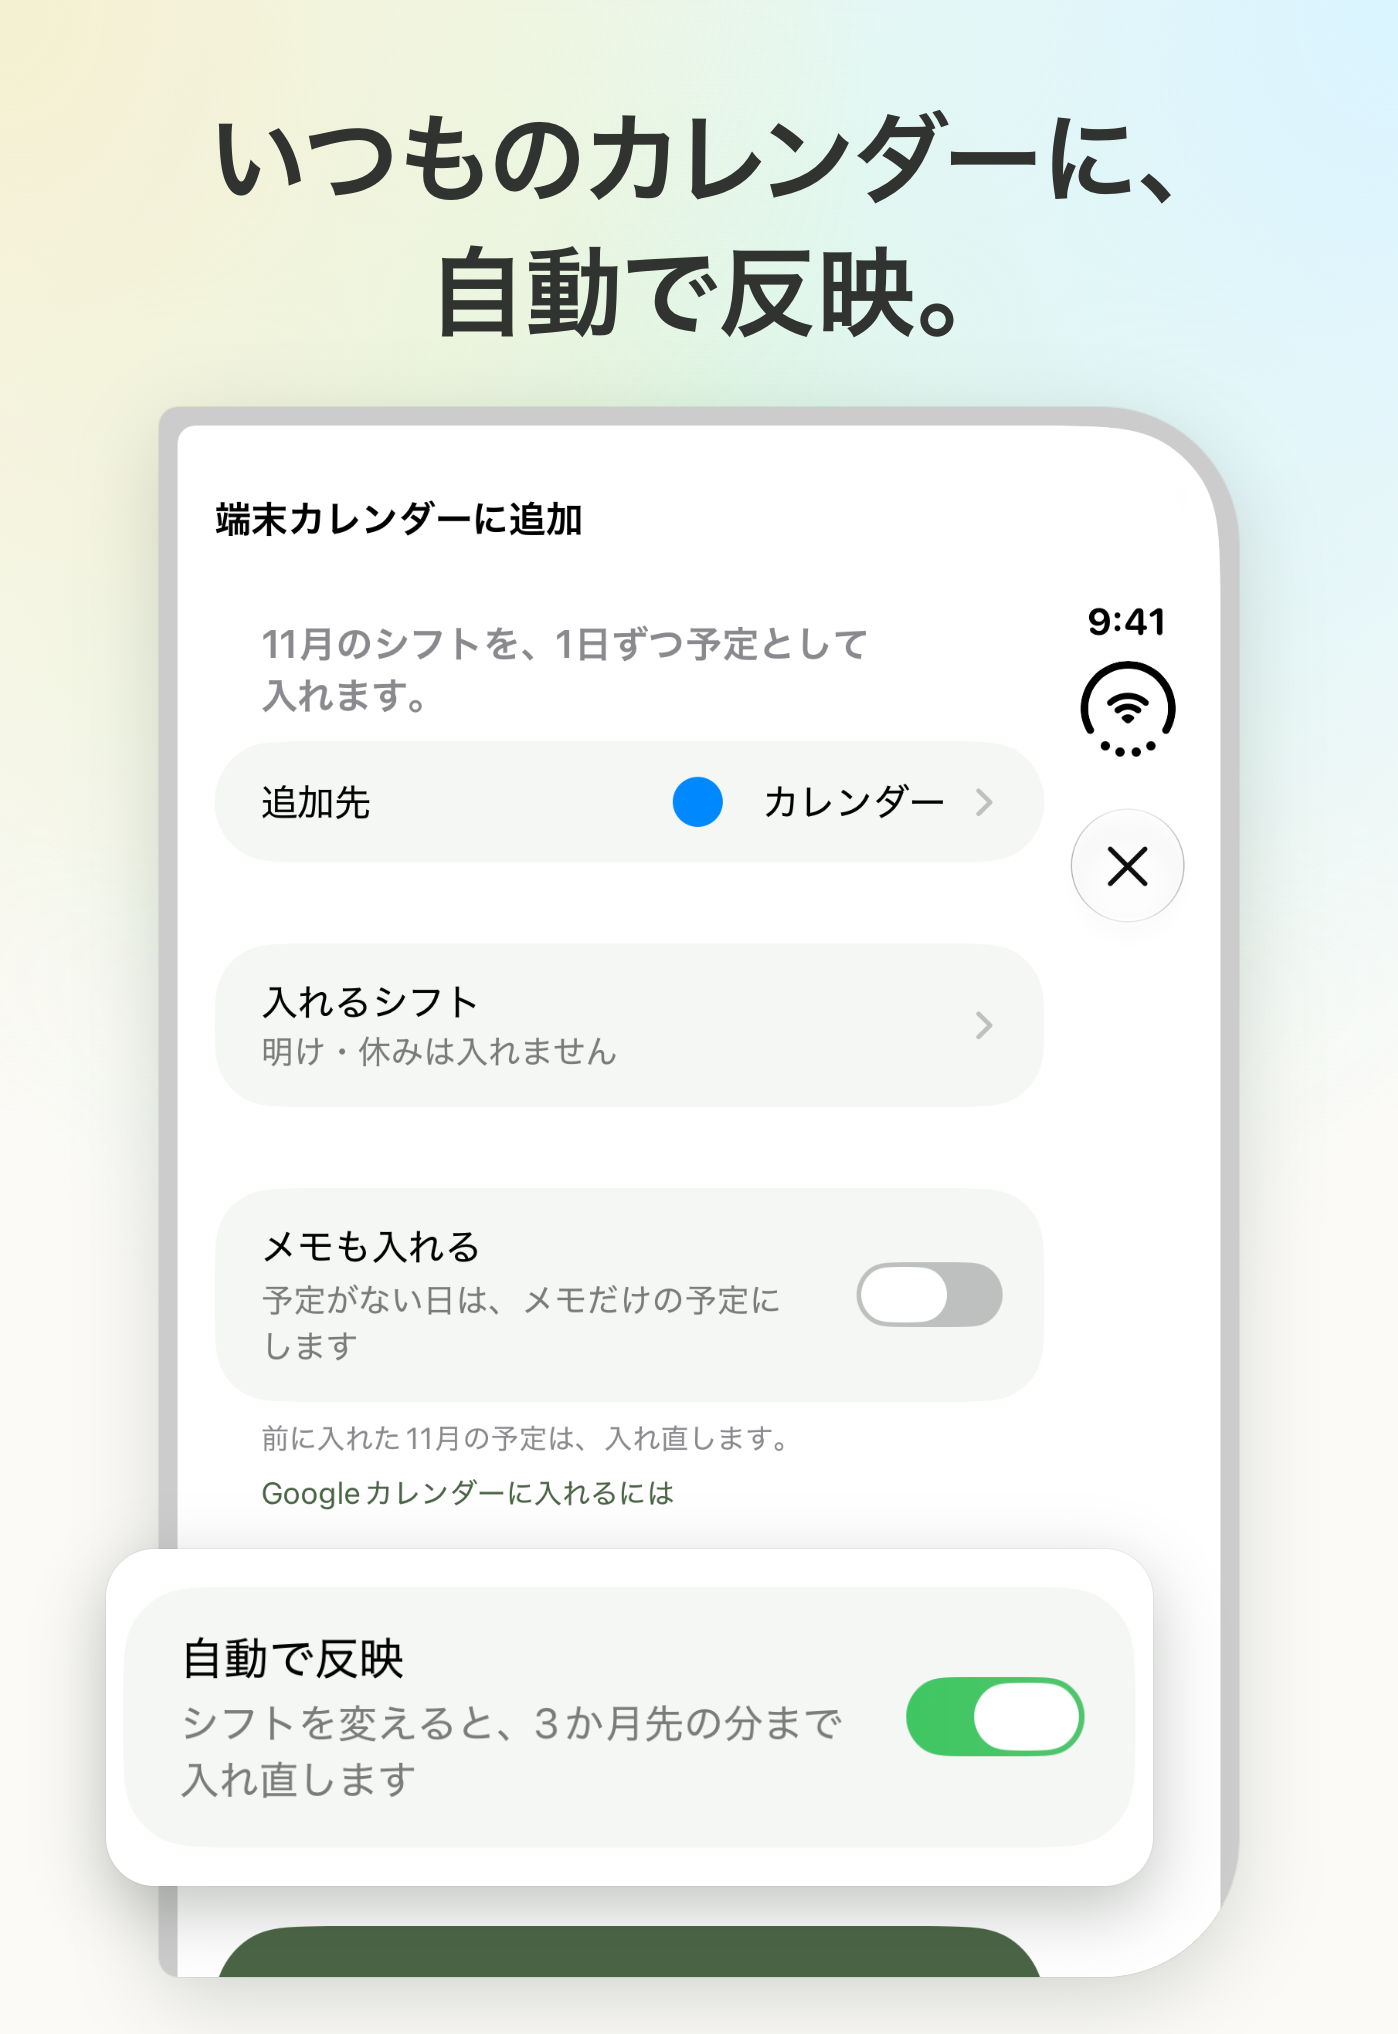 いつものカレンダーに、
自動で反映。
端末カレンダーに追加
9:41
11月のシフトを、1日ずつ予定として
入れます。
追加先 カレンダー
入れるシフト
明け・休みは入れません
メモも入れる
予定がない日は、メモだけの予定に
します
前に入れた11月の予定は、入れ直します。
Googleカレンダーに入れるには
自動で反映
シフトを変えると、3か月先の分まで
入れ直します